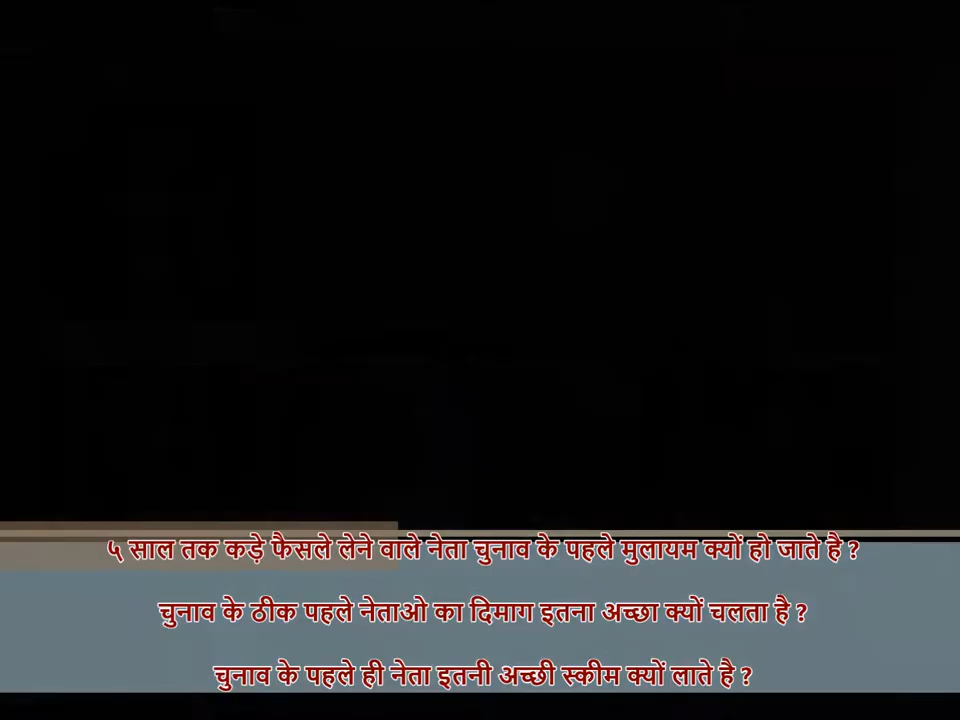 ५ साल तक कड़े फैसले लेने वाले नेता चुनाव के पहले मुलायम क्यों हो जाते है ?
चुनाव के ठीक पहले नेताओ का दिमाग इतना अच्छा क्यों चलता है ?
चुनाव के पहले ही नेता इतनी अच्छी स्कीम क्यों लाते है ?